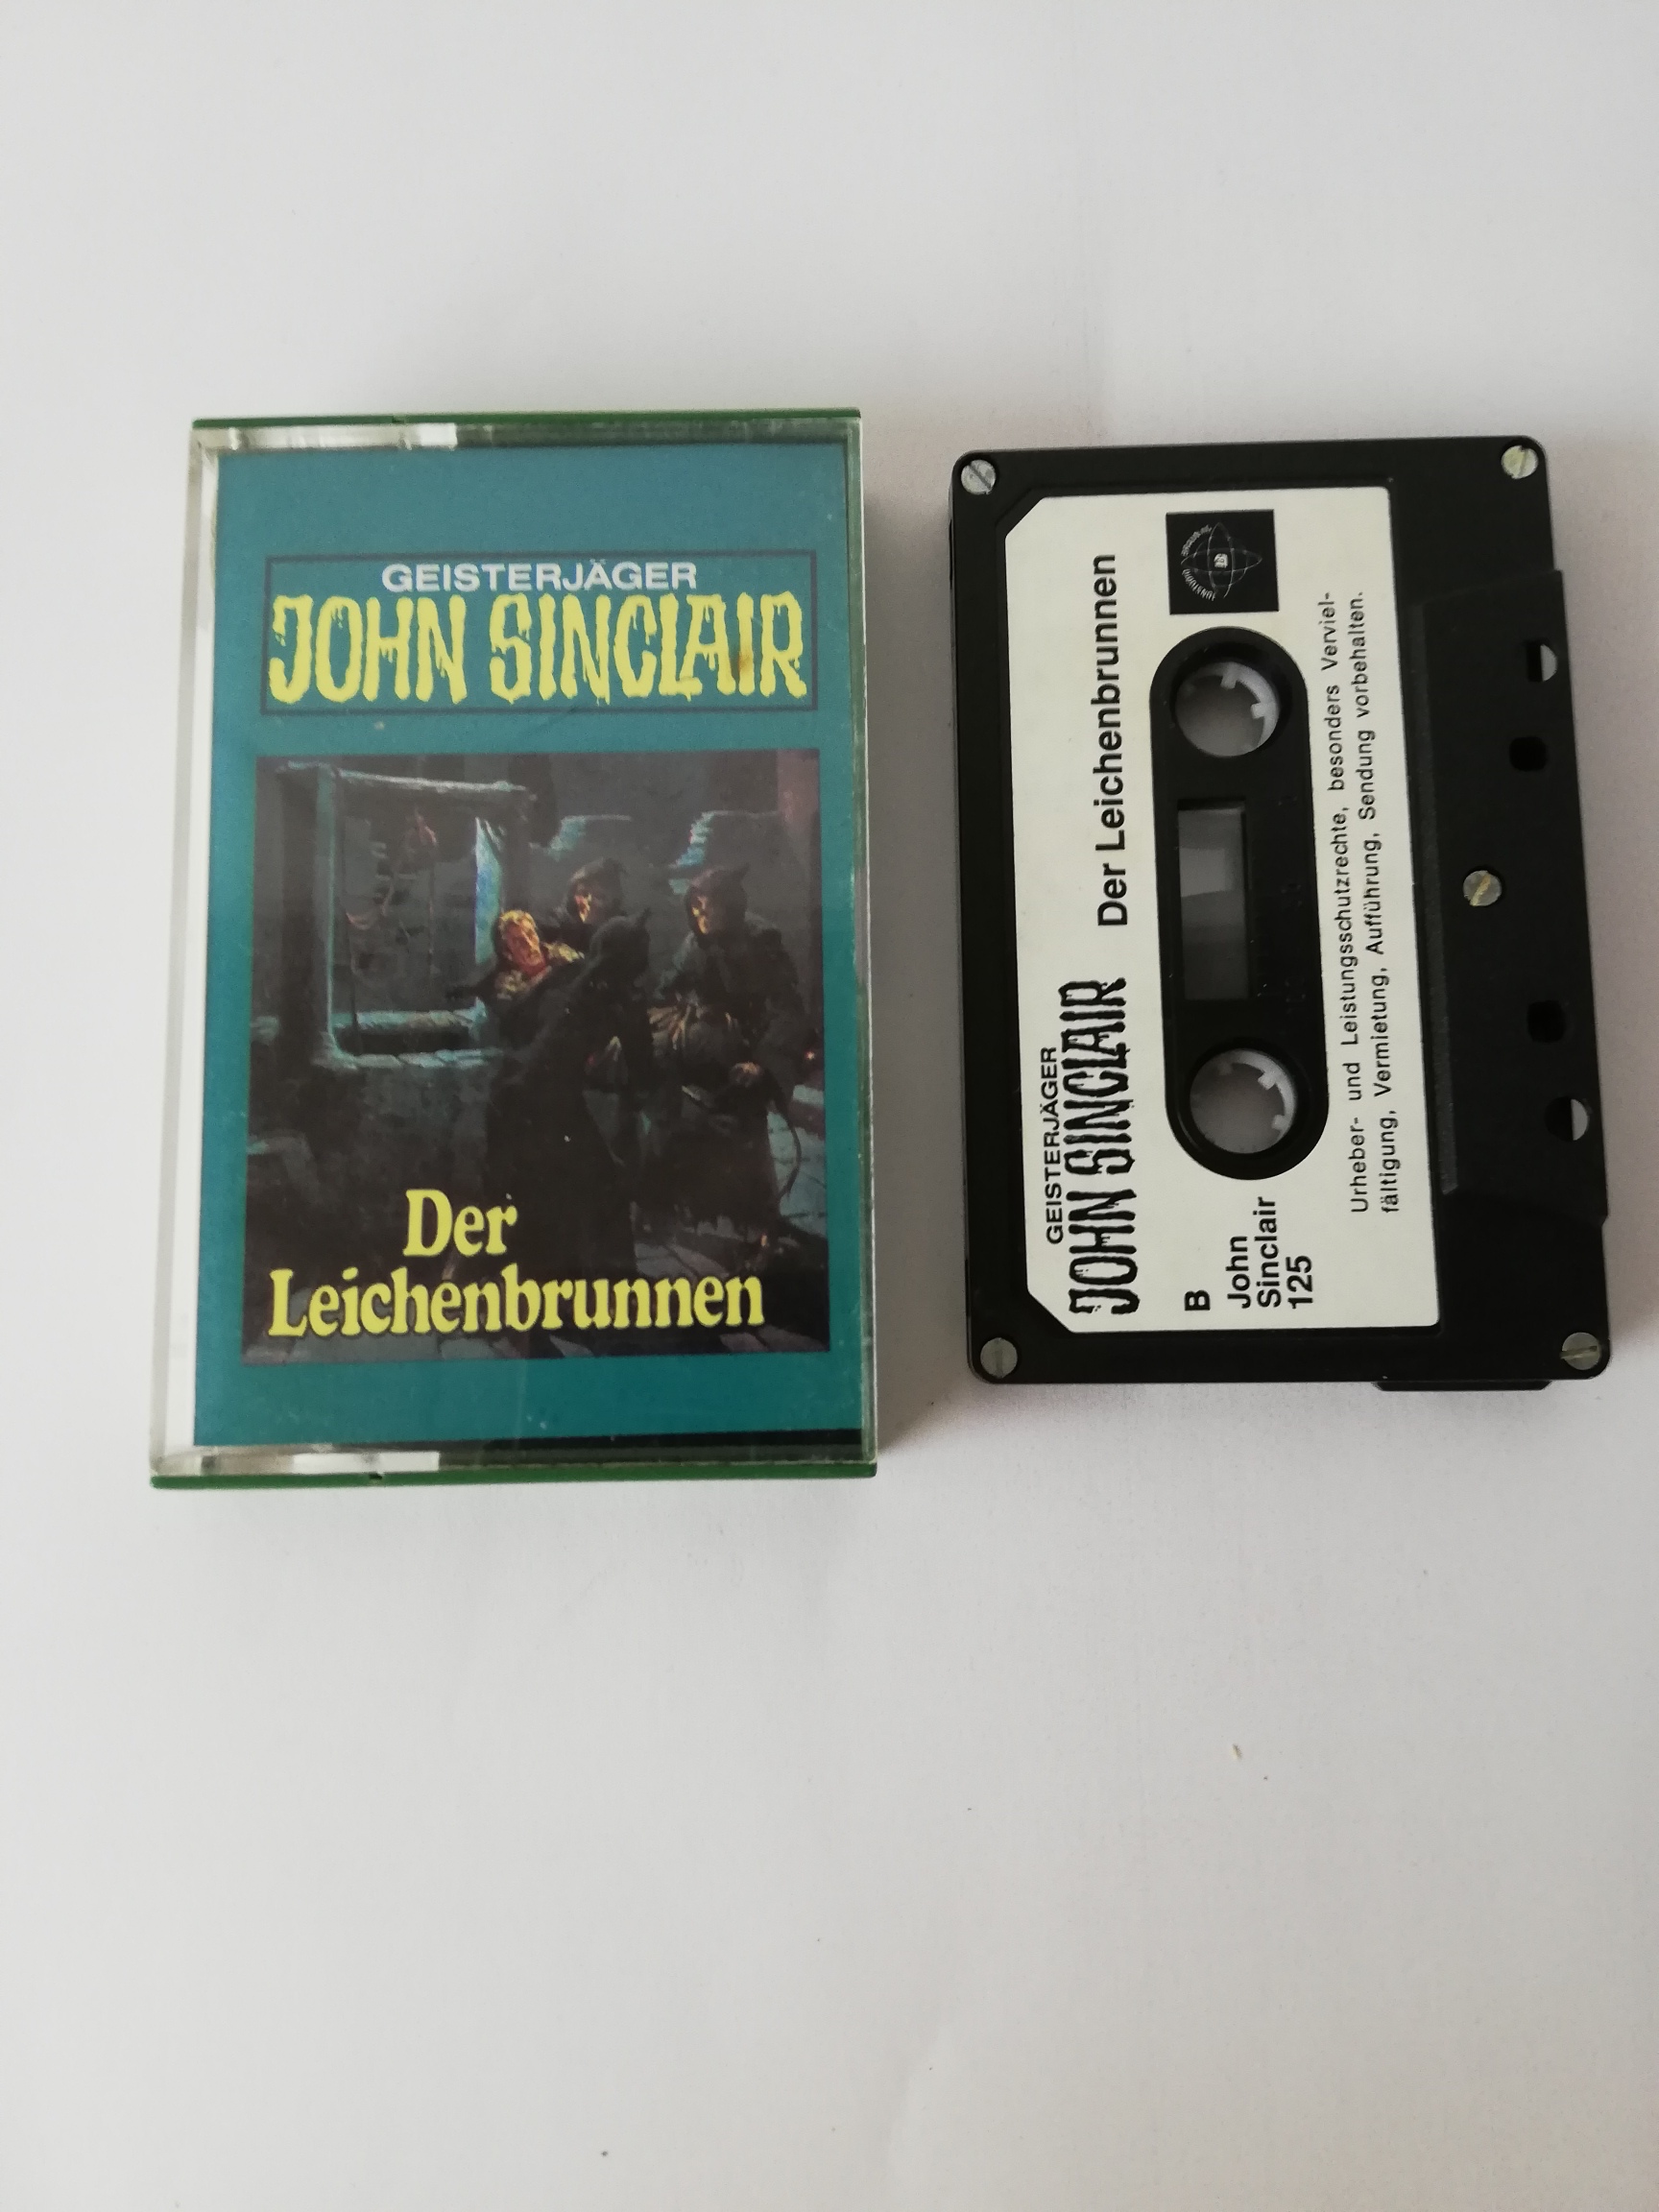 GEISTERJÄGER
JOHN SINCLAIR
Der
Leichenbrunnen
GEISTERJÄGER
JOHN SINCLAIR Der Leichenbrunnen
B
John
Sinclair
125
Urheber- und Leistungsschutzrechte, besonders Verviel-
fältigung, Vermietung, Aufführung, Sendung vorbehalten.